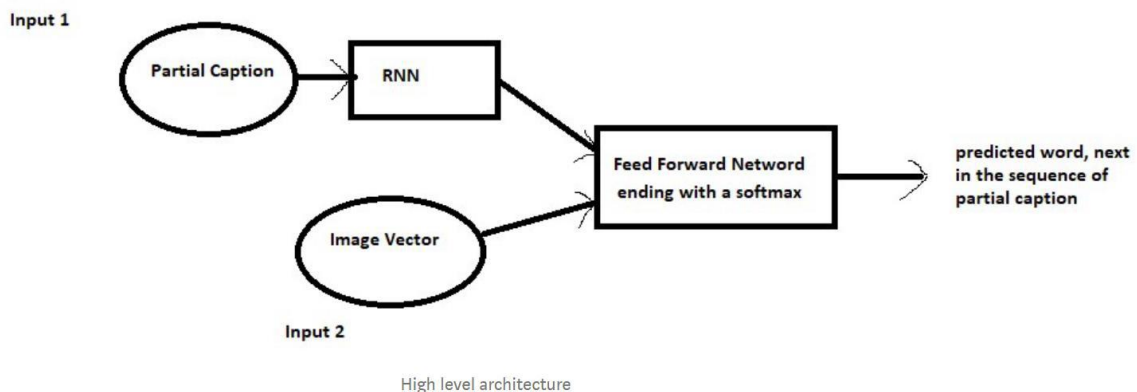 Input 1
Partial Caption
RNN
Feed Forward Netword
ending with a softmax
predicted word, next
in the sequence of
partial caption
Image Vector
Input 2
High level architecture